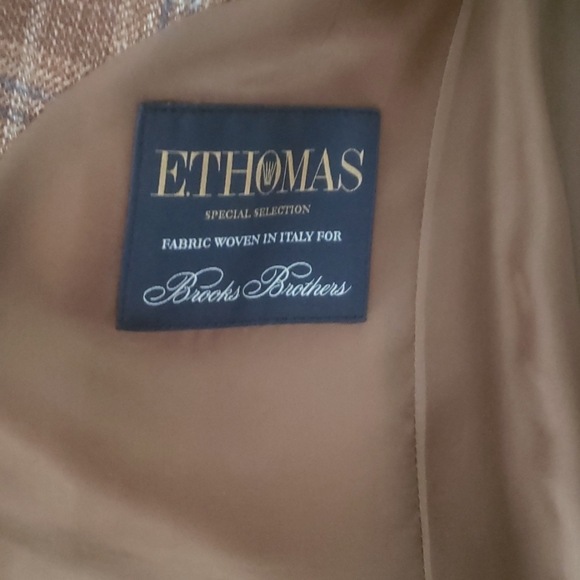 ETHOMAS
SPECIAL SELECTION
FABRIC WOVEN IN ITALY FOR
Brooks Brothers